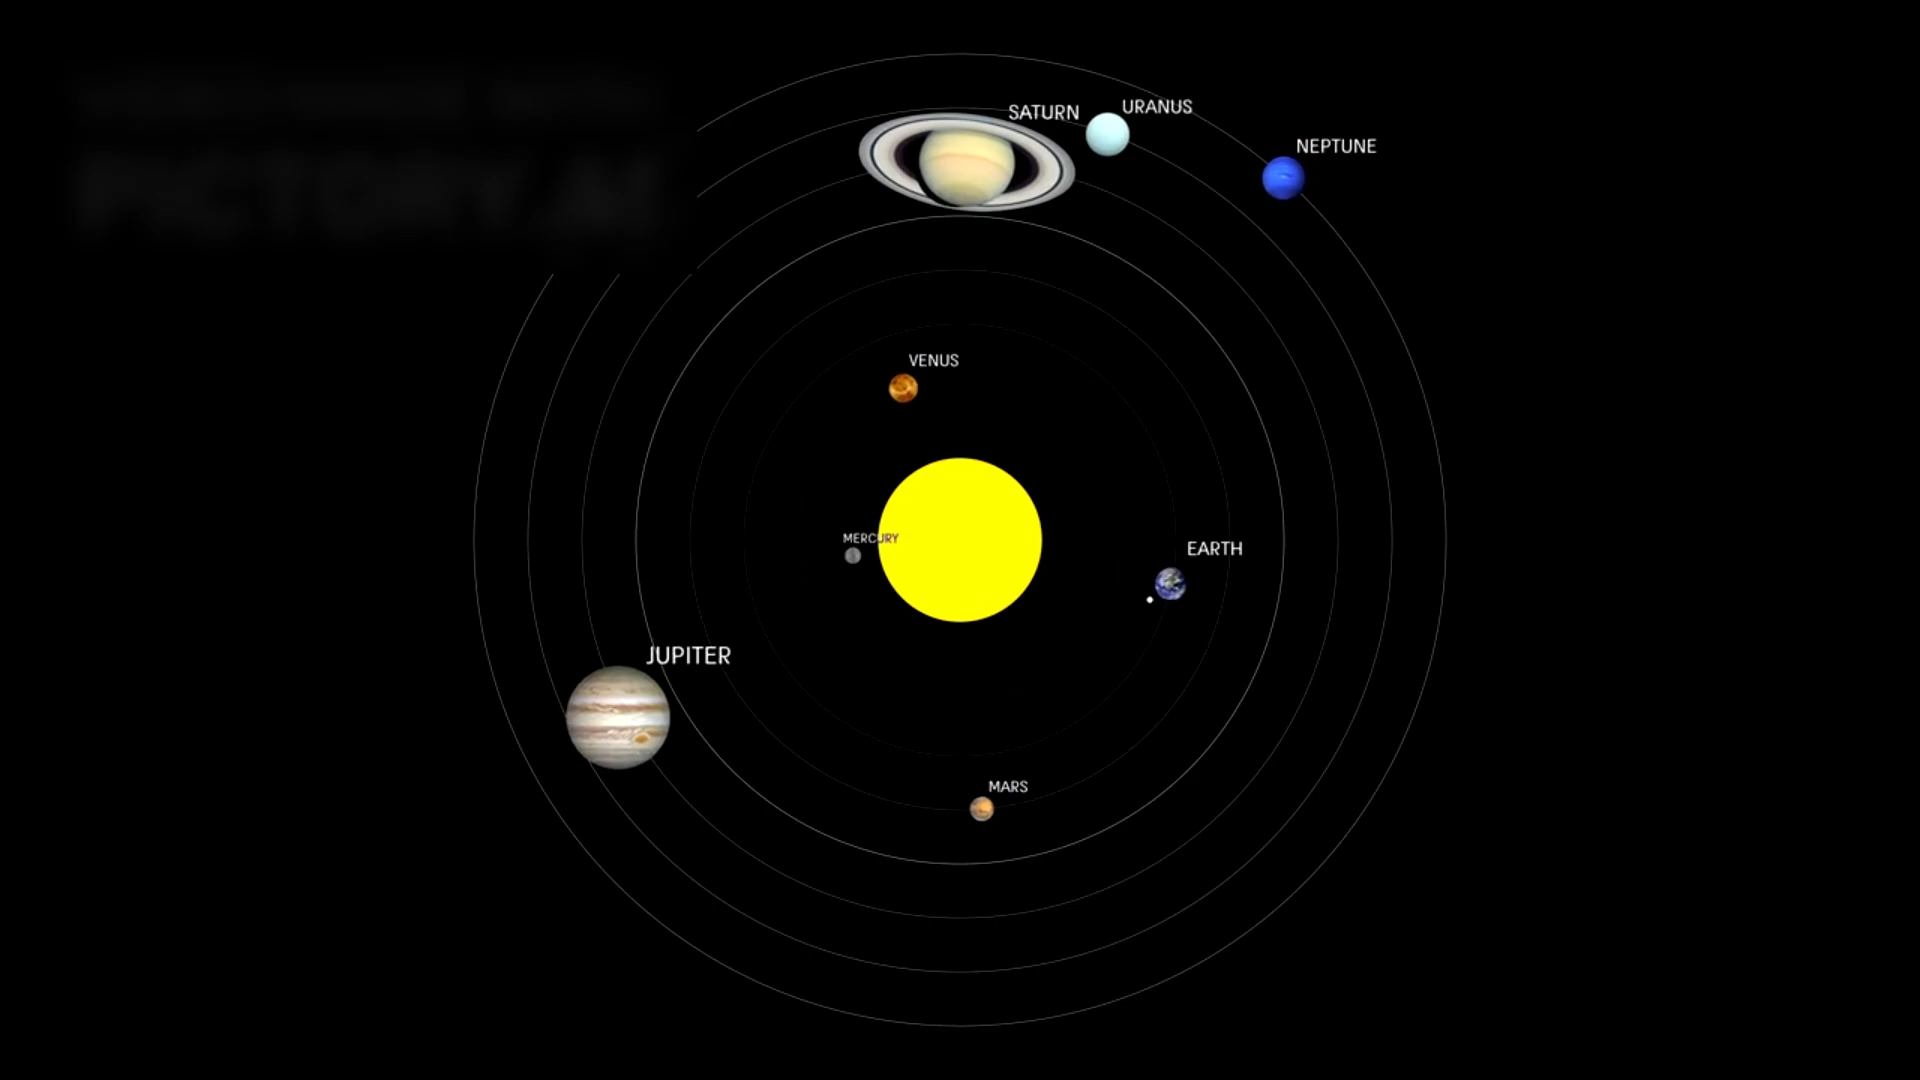 SATURN
URANUS
NEPTUNE
VENUS
MERCURY
EARTH
JUPITER
MARS